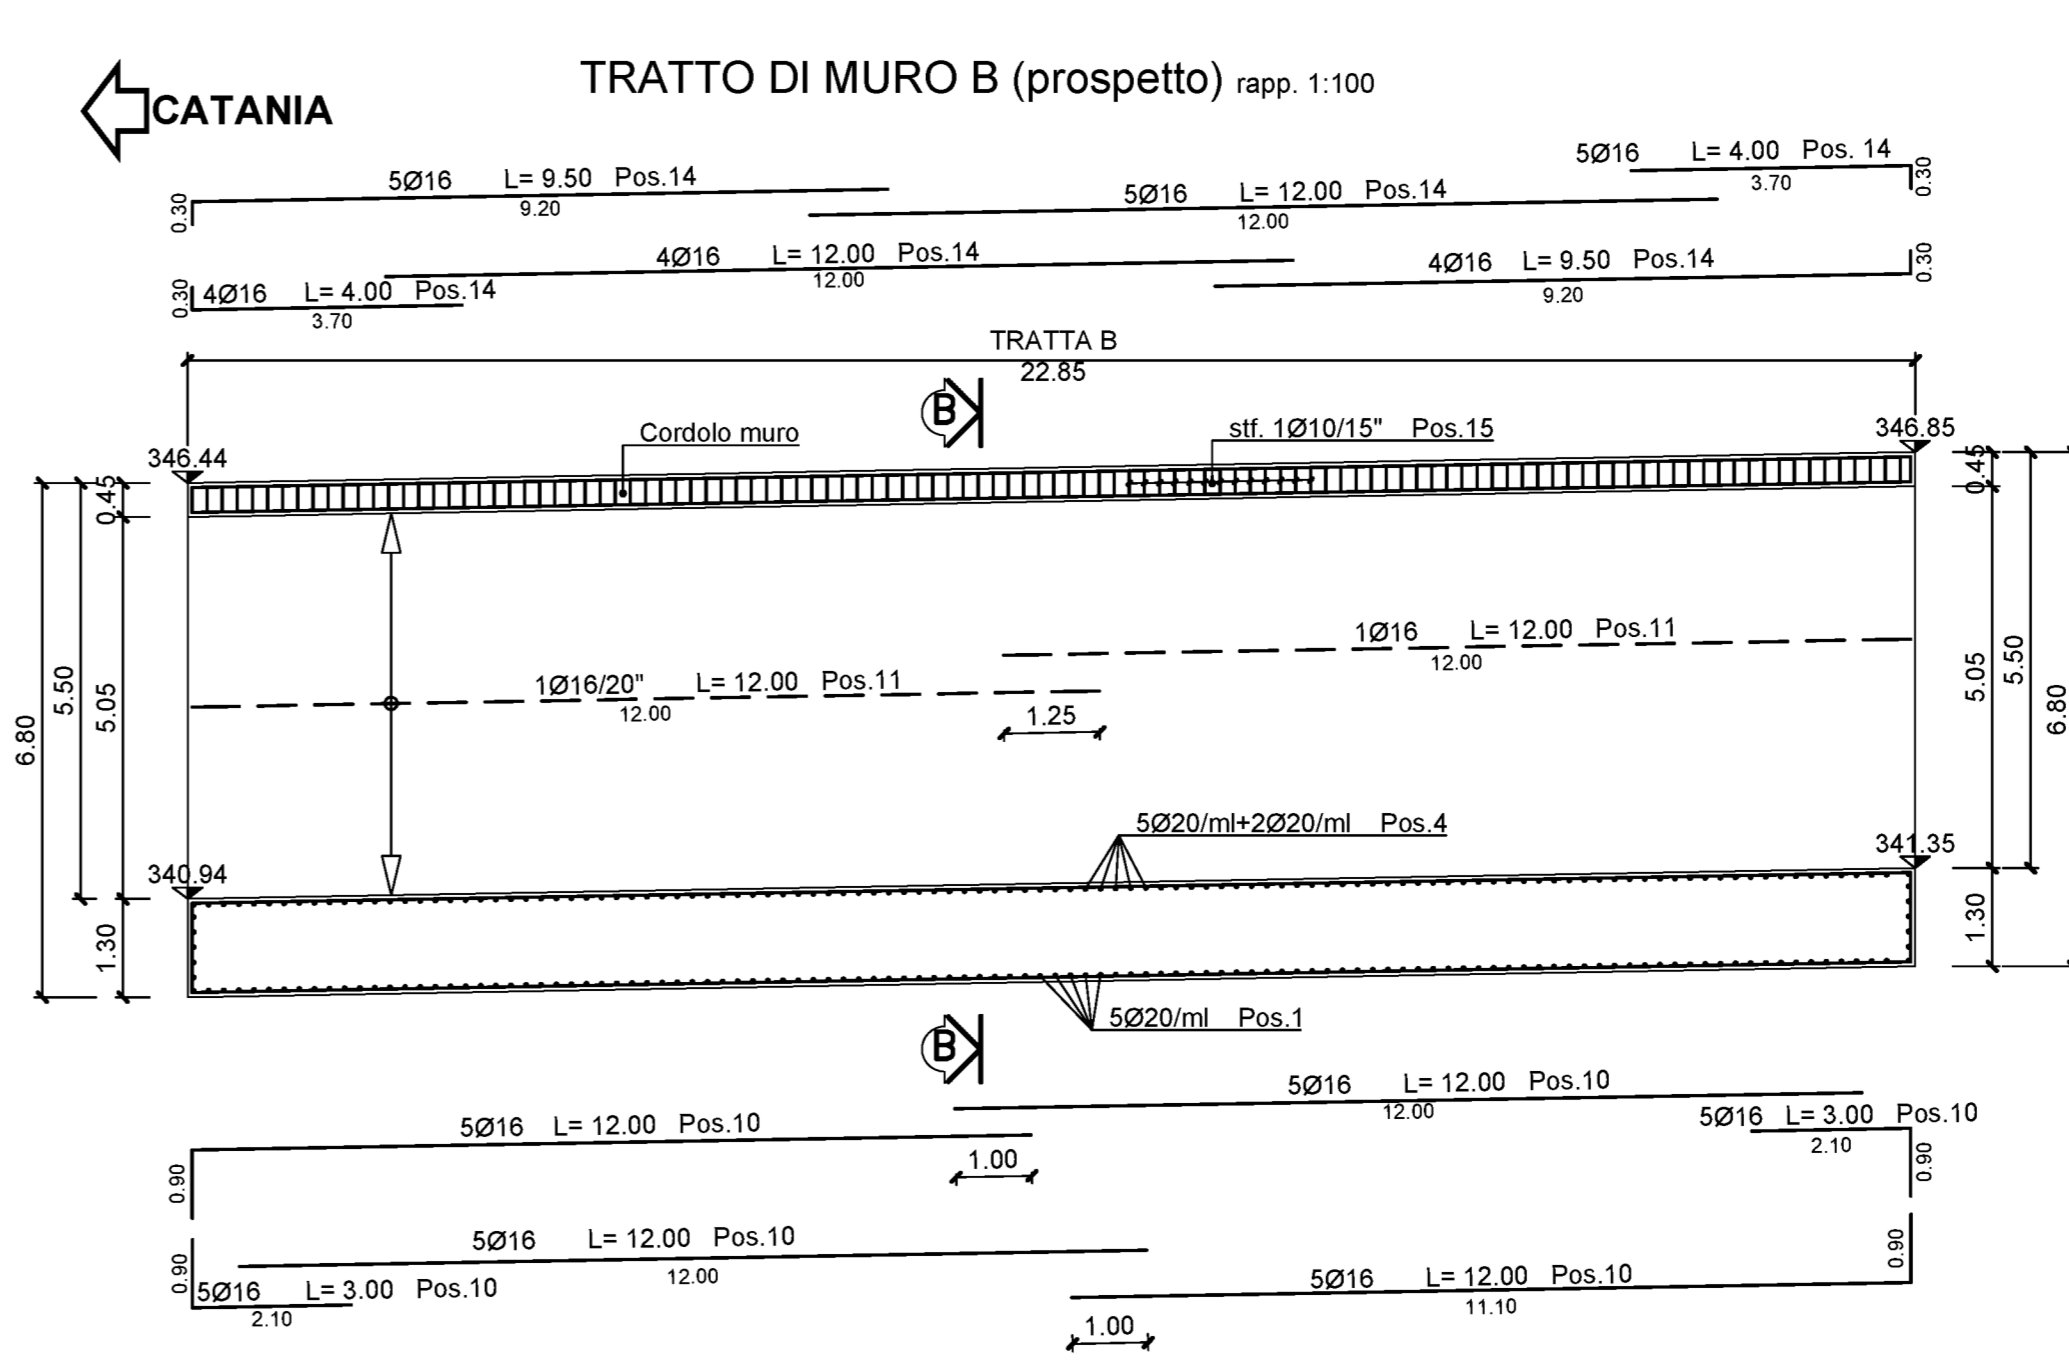 TRATTO DI MURO B (prospetto) rapp. 1:100
CATANIA
5Ø16 L= 4.00 Pos. 14
3.70
0.30
5Ø16 L= 9.50 Pos.14
9.20
0.30
5Ø16 L= 12.00 Pos.14
12.00
4Ø16 L= 12.00 Pos.14
12.00
4Ø16 L= 9.50 Pos.14
9.20
0.30
0.30
4Ø16 L= 4.00 Pos.14
3.70
TRATTA B
22.85
B
Cordolo muro
stf. 1Ø10/15" Pos.15
346.44
346.85
0.45
0.45
1Ø16 L= 12.00 Pos.11
12.00
1Ø16/20" L= 12.00 Pos.11
12.00
1.25
6.80
5.50
5.05
5.05
5.50
6.80
5Ø20/ml+2Ø20/ml Pos.4
340.94
341.35
1.30
1.30
5Ø20/ml Pos.1
B
5Ø16 L= 12.00 Pos.10
12.00
5Ø16 L= 3.00 Pos.10
2.10
0.90
5Ø16 L= 12.00 Pos.10
0.90
1.00
5Ø16 L= 12.00 Pos.10
12.00
0.90
5Ø16 L= 3.00 Pos.10
2.10
5Ø16 L= 12.00 Pos.10
11.10
0.90
1.00